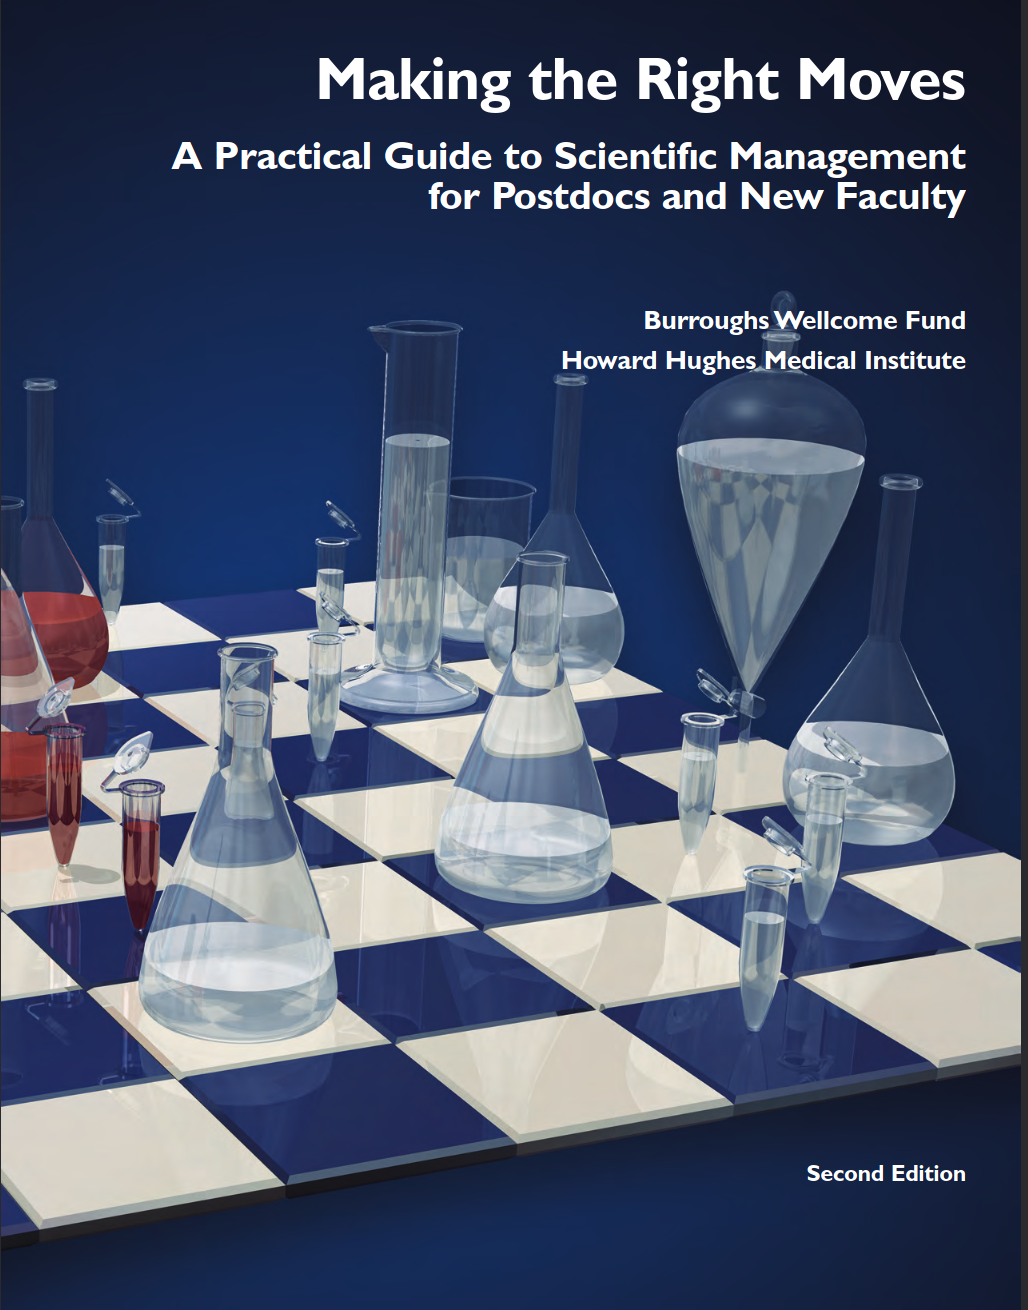 Making the Right Moves
A Practical Guide to Scientific Management
for Postdocs and New Faculty
Burroughs Wellcome Fund
Howard Hughes Medical Institute
Second Edition